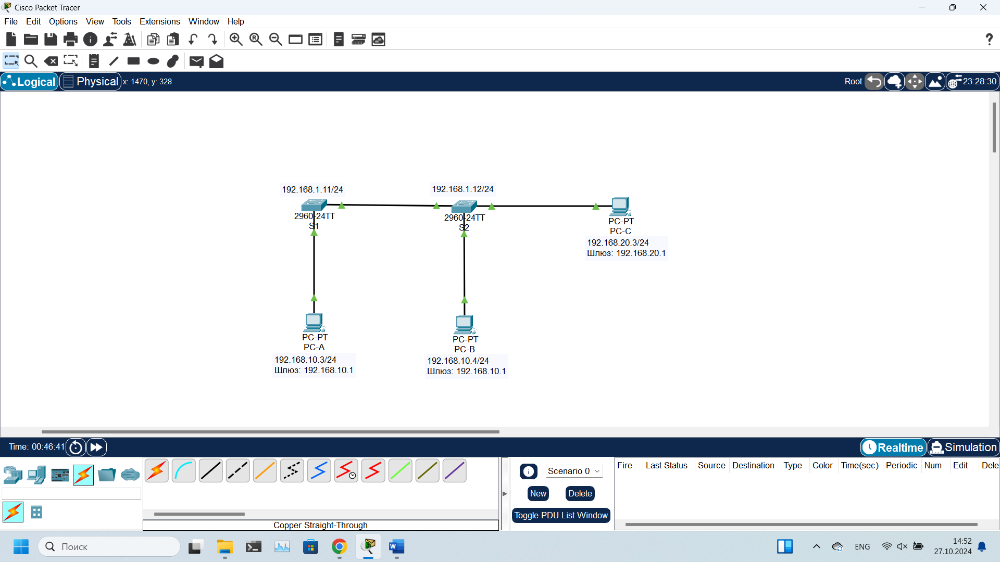 Cisco Packet Tracer
File Edit Options View Tools Extensions Window Help
Logical Physical x: 1470, y: 328 Root 23:28:30
192.168.1.11/24
192.168.1.12/24
2960-24TT
S1
2960-24TT
S2
PC-PT
PC-C
192.168.20.3/24
Шлюз: 192.168.20.1
PC-PT
PC-A
192.168.10.3/24
Шлюз: 192.168.10.1
PC-PT
PC-B
192.168.10.4/24
Шлюз: 192.168.10.1
Time: 00:46:41 Realtime Simulation
Scenario 0
New Delete
Toggle PDU List Window
Fire Last Status Source Destination Type Color Time(sec) Periodic Num Edit Dele
Copper Straight-Through
Поиск
ENG
14:52
27.10.2024